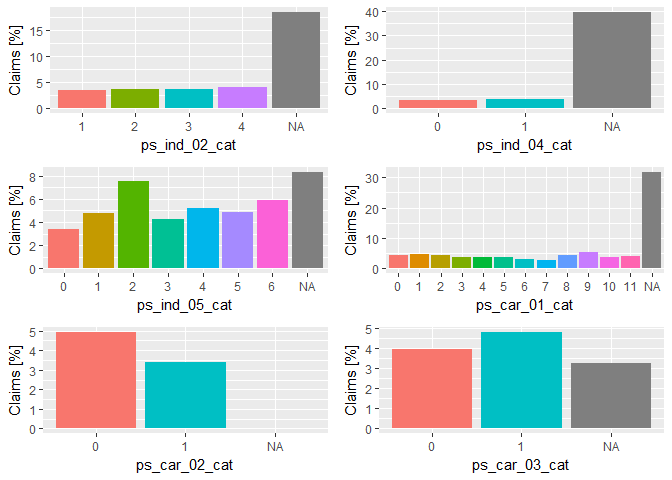 Claims [%]
15
10
5
0
1 2 3 4 NA
ps_ind_02_cat
Claims [%]
40
30
20
10
0
0 1 NA
ps_ind_04_cat
Claims [%]
8
6
4
2
0
0 1 2 3 4 5 6 NA
ps_ind_05_cat
Claims [%]
30
20
10
0
0 1 2 3 4 5 6 7 8 9 10 11 NA
ps_car_01_cat
Claims [%]
5
4
3
2
1
0
0 1 NA
ps_car_02_cat
Claims [%]
5
4
3
2
1
0
0 1 NA
ps_car_03_cat